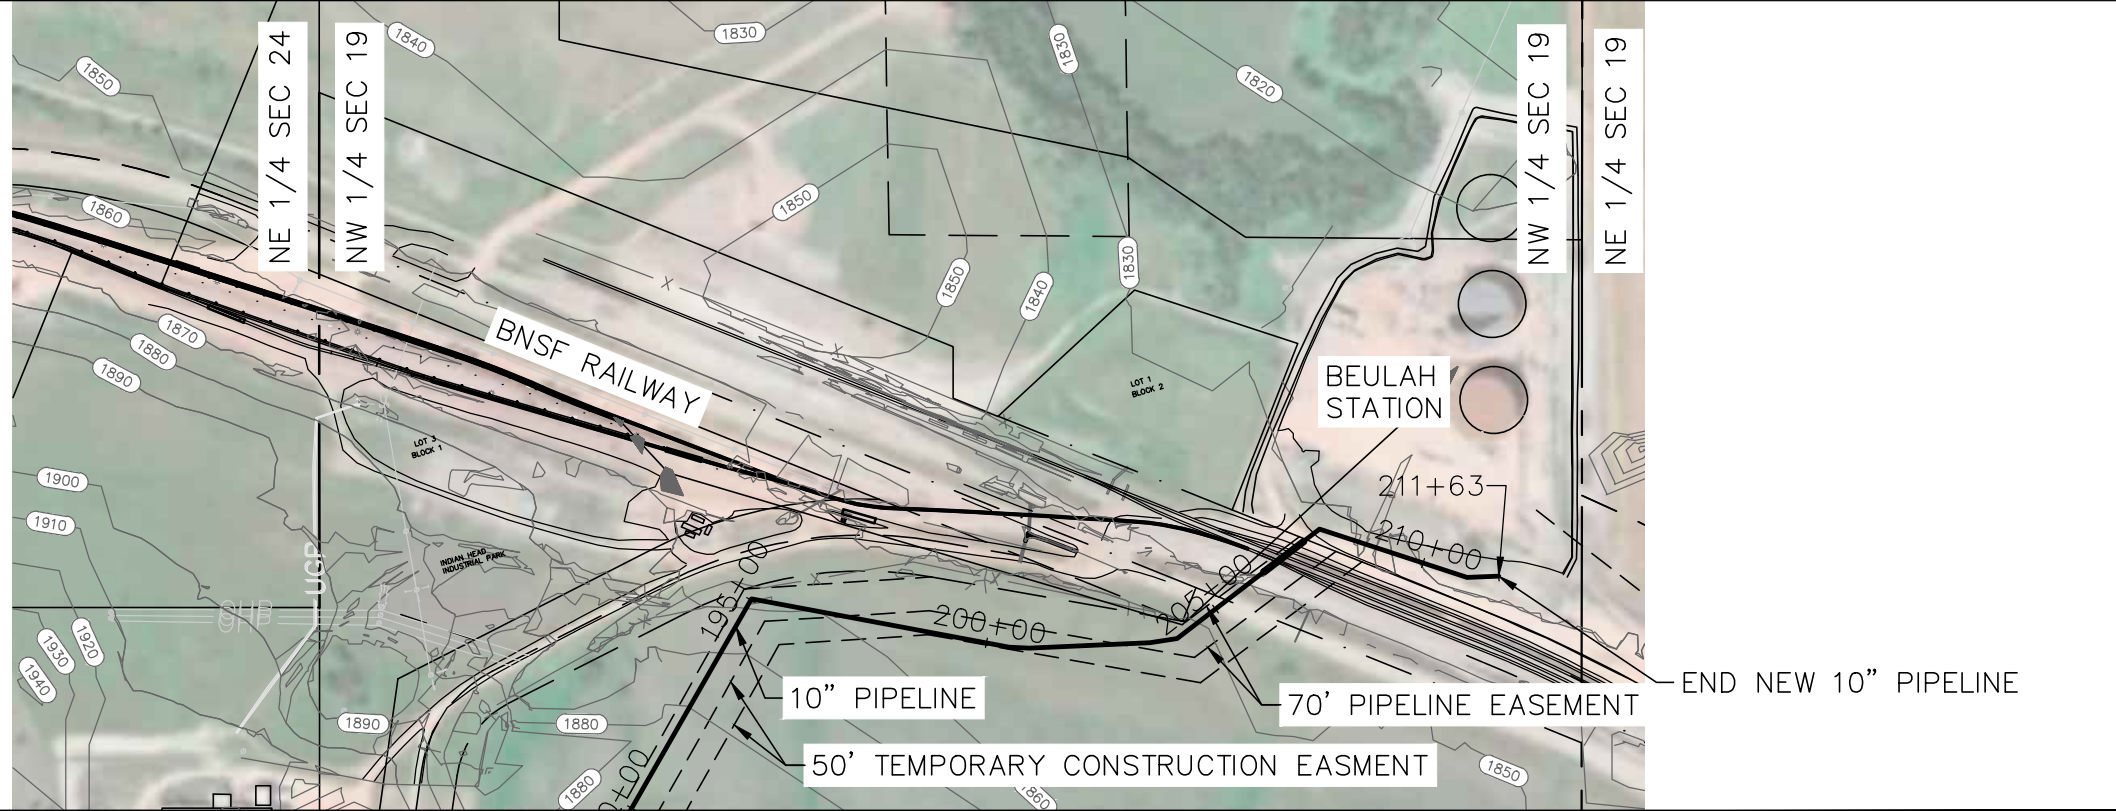 NE 1/4 SEC 24
NW 1/4 SEC 19
NW 1/4 SEC 19
NE 1/4 SEC 19
1840
1830
1830
1820
1850
1850
1860
1850
1840
1830
1870
1880
1890
BNSF RAILWAY
LOT 1
BLOCK 2
BEULAH
STATION
LOT 3
BLOCK 1
1900
1910
211+63
210+00
INDIAN HEAD
INDUSTRIAL PARK
UGP
OHP
195+00
200+00
205+00
1920
1930
1940
10" PIPELINE
70' PIPELINE EASEMENT
END NEW 10" PIPELINE
1890
1880
50' TEMPORARY CONSTRUCTION EASMENT
1850
1880
0+00
1860